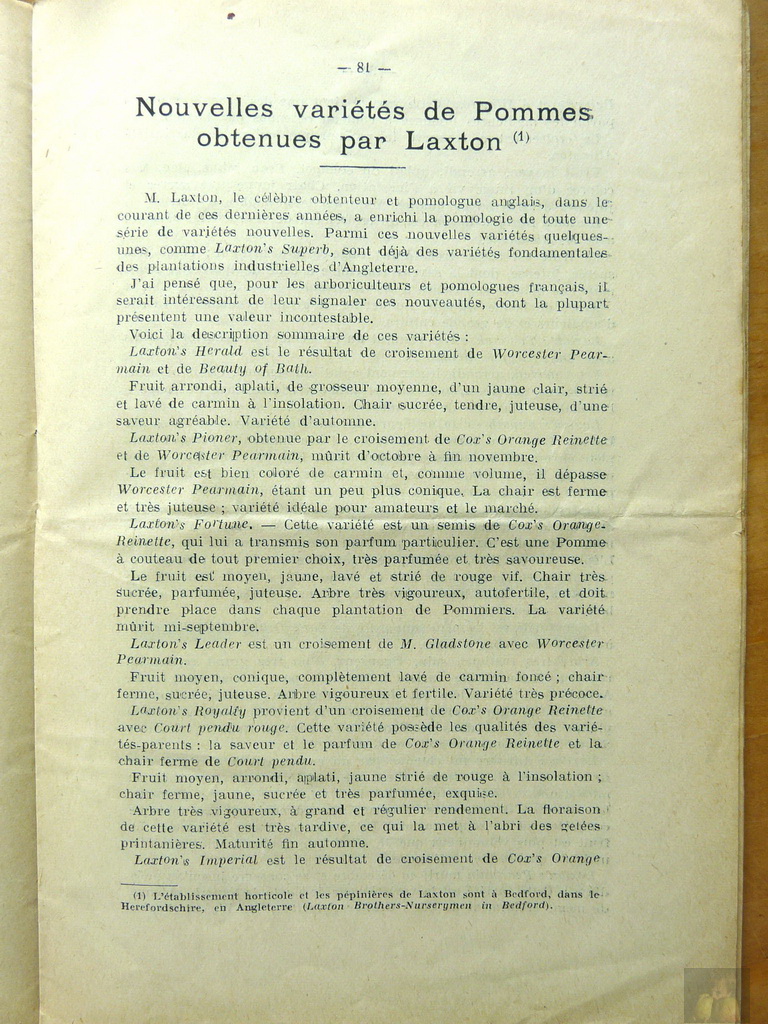 — 81 —
Nouvelles variétés de Pommes
obtenues par Laxton (1)
M. Laxton, le célèbre obtenteur et pomologue anglais, dans le
courant de ces dernières années, a enrichi la pomologie de toute une
série de variétés nouvelles. Parmi ces nouvelles variétés quelques-
unes, comme Laxton's Superb, sont déjà des variétés fondamentales
des plantations industrielles d'Angleterre.
J'ai pensé que, pour les arboriculteurs et pomologues français, il
serait intéressant de leur signaler ces nouveautés, dont la plupart
présentent une valeur incontestable.
Voici la description sommaire de ces variétés :
Laxton's Herald est le résultat de croisement de Worcester Pear-
main et de Beauty of Bath.
Fruit arrondi, aplati, de grosseur moyenne, d'un jaune clair, strié
et lavé de carmin à l'insolation. Chair sucrée, tendre, juteuse, d'une
saveur agréable. Variété d'automne.
Laxton's Pioner, obtenue par le croisement de Cox's Orange Reinette
et de Worcester Pearmain, mûrit d'octobre à fin novembre.
Le fruit est bien coloré de carmin et, comme volume, il dépasse
Worcester Pearmain, étant un peu plus conique. La chair est ferme
et très juteuse ; variété idéale pour amateurs et le marché.
Laxton's Fortune. — Cette variété est un semis de Cox's Orange-
Reinette, qui lui a transmis son parfum particulier. C'est une Pomme
à couteau de tout premier choix, très parfumée et très savoureuse.
Le fruit est moyen, jaune, lavé et strié de rouge vif. Chair très
sucrée, parfumée, juteuse. Arbre très vigoureux, autofertile, et doit
prendre place dans chaque plantation de Pommiers. La variété
mûrit mi-septembre.
Laxton's Leader est un croisement de M. Gladstone avec Worcester
Pearmain.
Fruit moyen, conique, complètement lavé de carmin foncé ; chair
ferme, sucrée, juteuse. Arbre vigoureux et fertile. Variété très précoce.
Laxton's Royalty provient d'un croisement de Cox's Orange Reinette
avec Court pendu rouge. Cette variété possède les qualités des varié-
tés-parents : la saveur et le parfum de Cox's Orange Reinette et la
chair ferme de Court pendu.
Fruit moyen, arrondi, aplati, jaune strié de rouge à l'insolation ;
chair ferme, jaune, sucrée et très parfumée, exquise.
Arbre très vigoureux, à grand et régulier rendement. La floraison
de cette variété est très tardive, ce qui la met à l'abri des gelées
printanières. Maturité fin automne.
Laxton's Imperial est le résultat de croisement de Cox's Orange
(1) L'établissement horticole et les pépinières de Laxton sont à Bedford, dans le
Herefordschire, en Angleterre (Laxton Brothers-Nurserymen in Bedford).